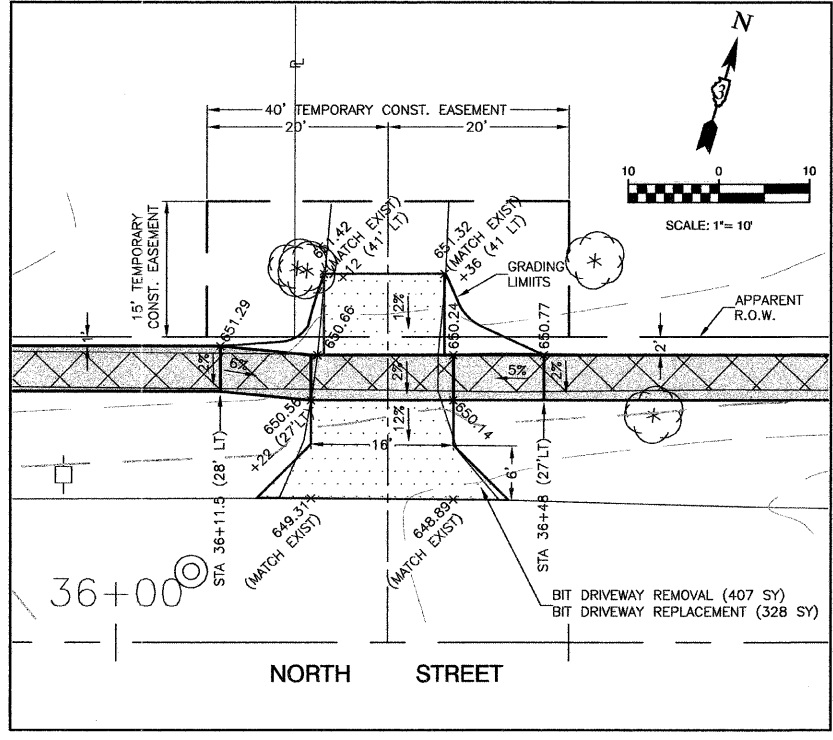 N
3
40' TEMPORARY CONST. EASEMENT
20'
20'
10
0
10
SCALE: 1"= 10'
15' TEMPORARY
CONST. EASEMENT
651.42
(MATCH EXIST)
+12 (41' LT)
651.32
(MATCH EXIST)
+36 (41' LT)
GRADING
LIMIITS
APPARENT
R.O.W.
1'
651.29
650.66
12%
650.24
650.77
2'
2%
6%
2%
5%
2%
650.56
+22 (27'LT)
12%
650.14
16'
6'
STA 36+11.5 (28' LT)
STA 36+48 (27'LT)
649.31
(MATCH EXIST)
648.89
(MATCH EXIST)
36+00
BIT DRIVEWAY REMOVAL (407 SY)
BIT DRIVEWAY REPLACEMENT (328 SY)
NORTH STREET